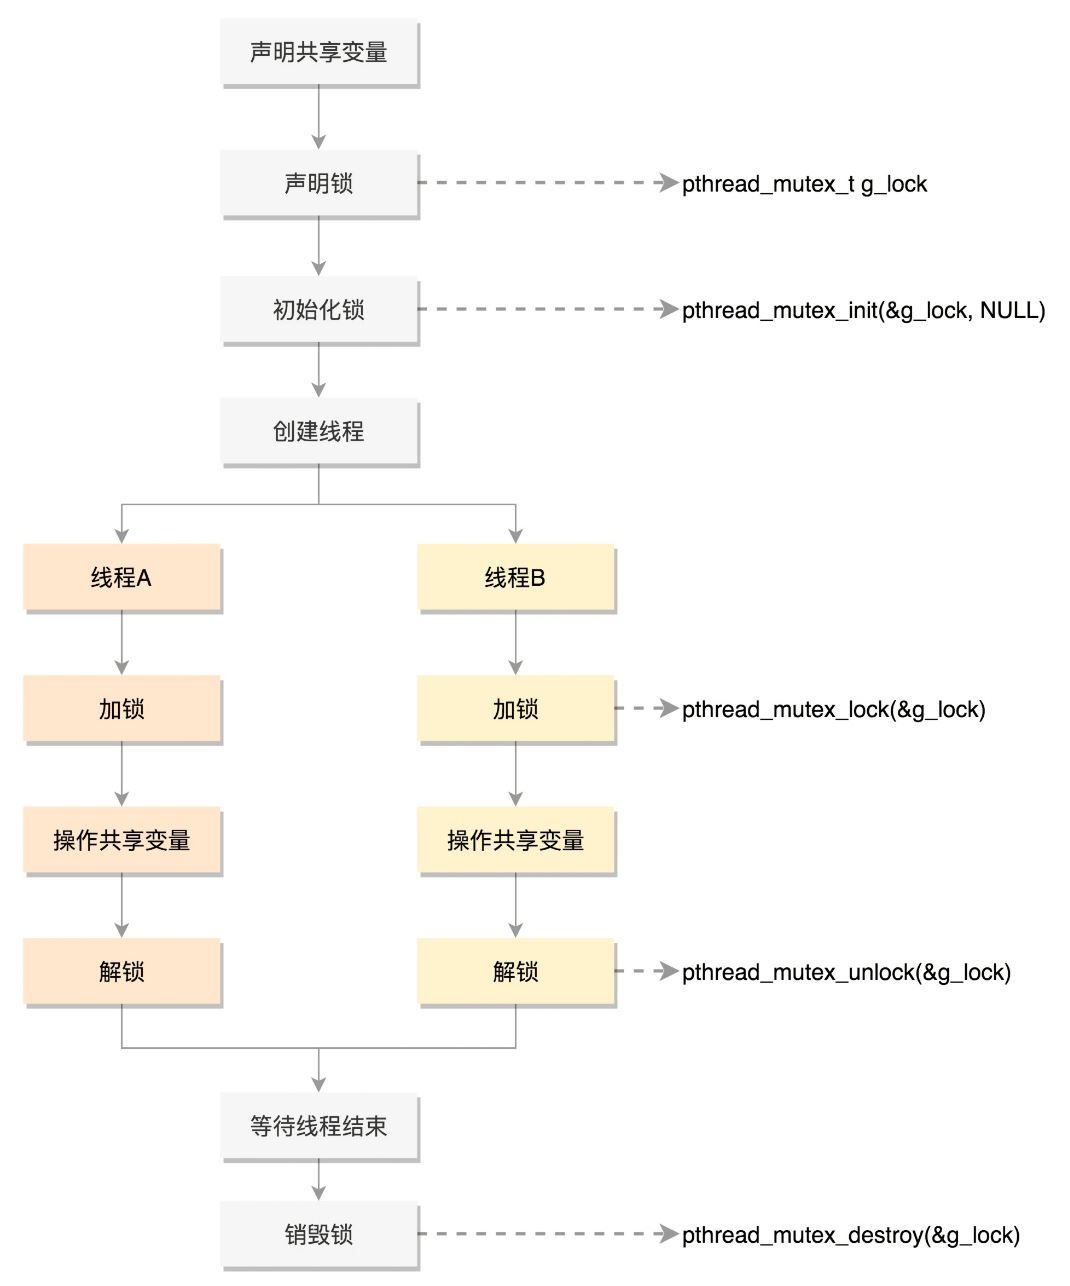 声明共享变量
声明锁
pthread_mutex_t g_lock
初始化锁
pthread_mutex_init(&g_lock, NULL)
创建线程
线程A
线程B
加锁
加锁
pthread_mutex_lock(&g_lock)
操作共享变量
操作共享变量
解锁
解锁
pthread_mutex_unlock(&g_lock)
等待线程结束
销毁锁
pthread_mutex_destroy(&g_lock)